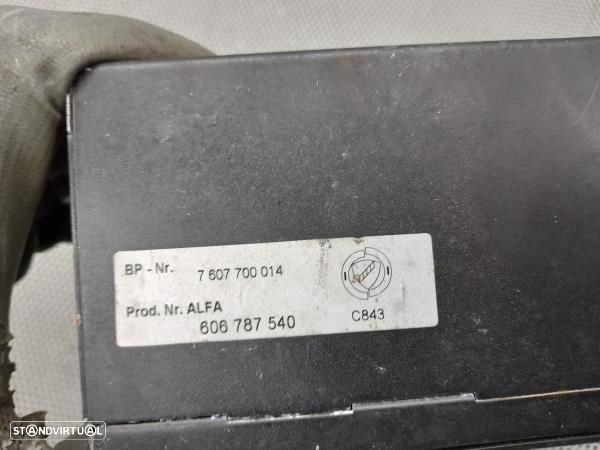 BP - Nr. 7 607 700 014
Prod. Nr. ALFA
606 787 540
C843
STANDVIRTUAL